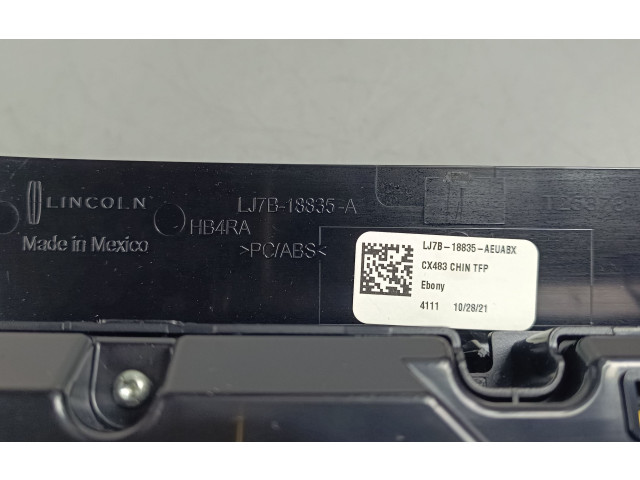 LINCOLN
Made in Mexico
LJ7B-18835-A
HB4RA
>PC/ABS<
LJ7B-18835-AEUABX
CX483 CHIN TFP
Ebony
4111 10/28/21